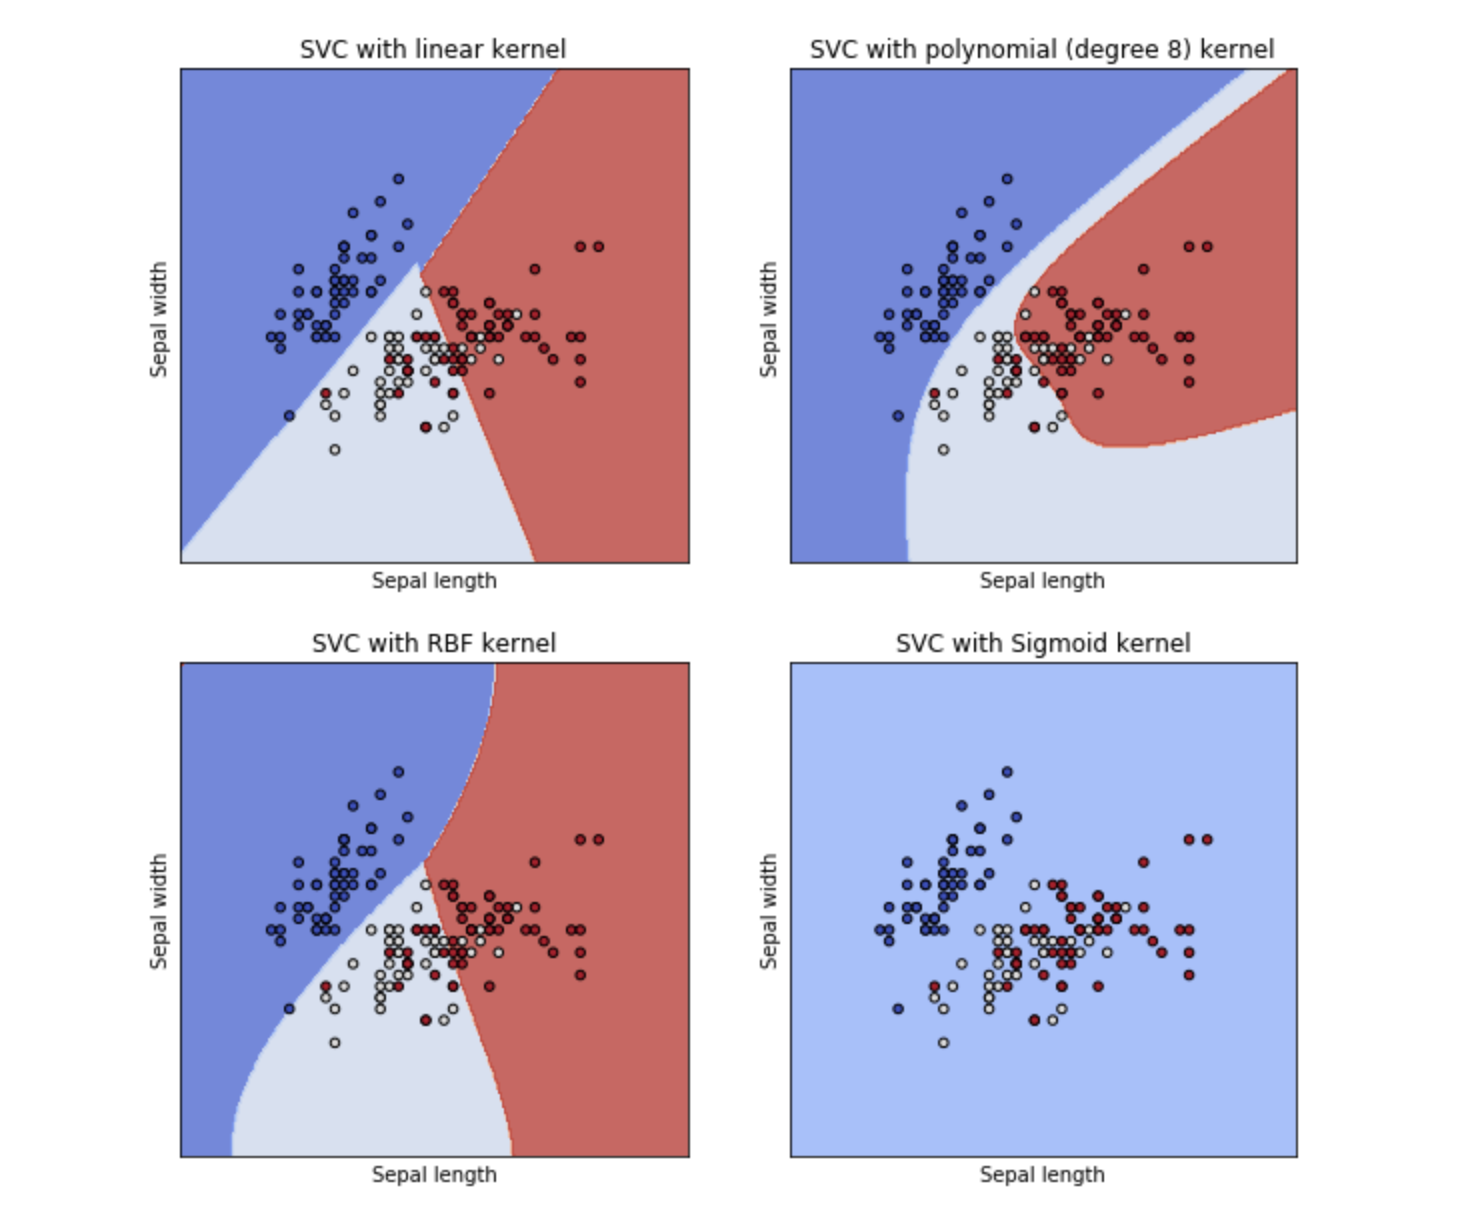 SVC with linear kernel
SVC with polynomial (degree 8) kernel
Sepal width
Sepal width
Sepal length
Sepal length
SVC with RBF kernel
SVC with Sigmoid kernel
Sepal width
Sepal width
Sepal length
Sepal length